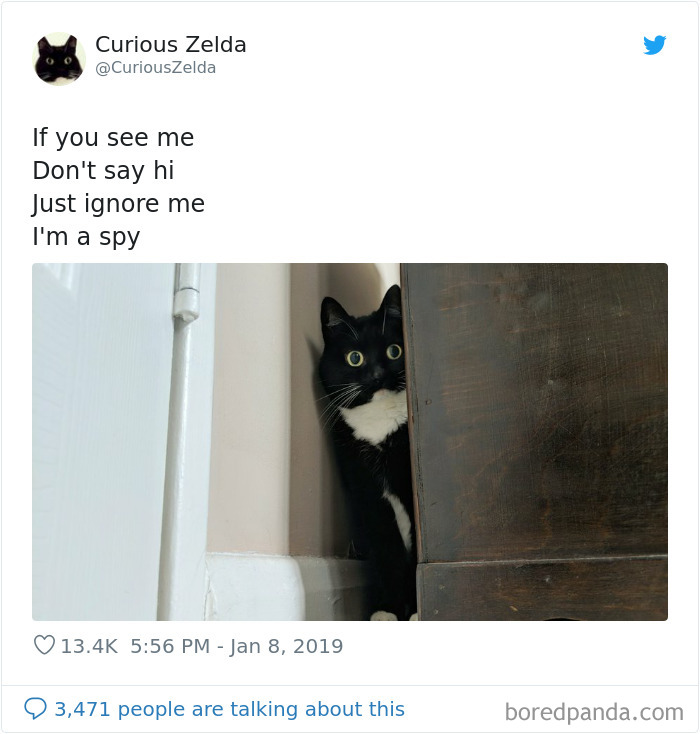 Curious Zelda
@CuriousZelda
If you see me
Don't say hi
Just ignore me
I'm a spy
13.4K 5:56 PM - Jan 8, 2019
3,471 people are talking about this
boredpanda.com